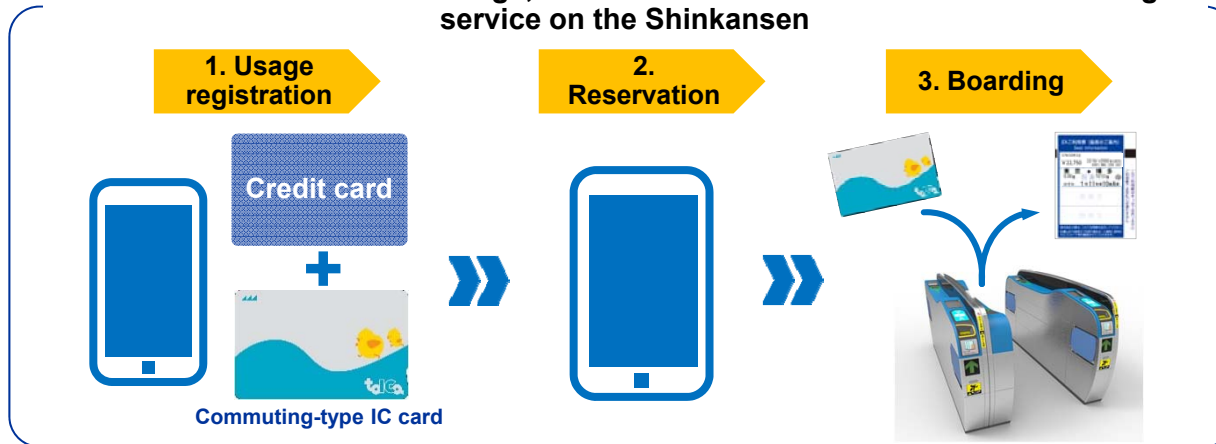 service on the Shinkansen
1. Usage
registration
2.
Reservation
3. Boarding
Credit card
Commuting-type IC card